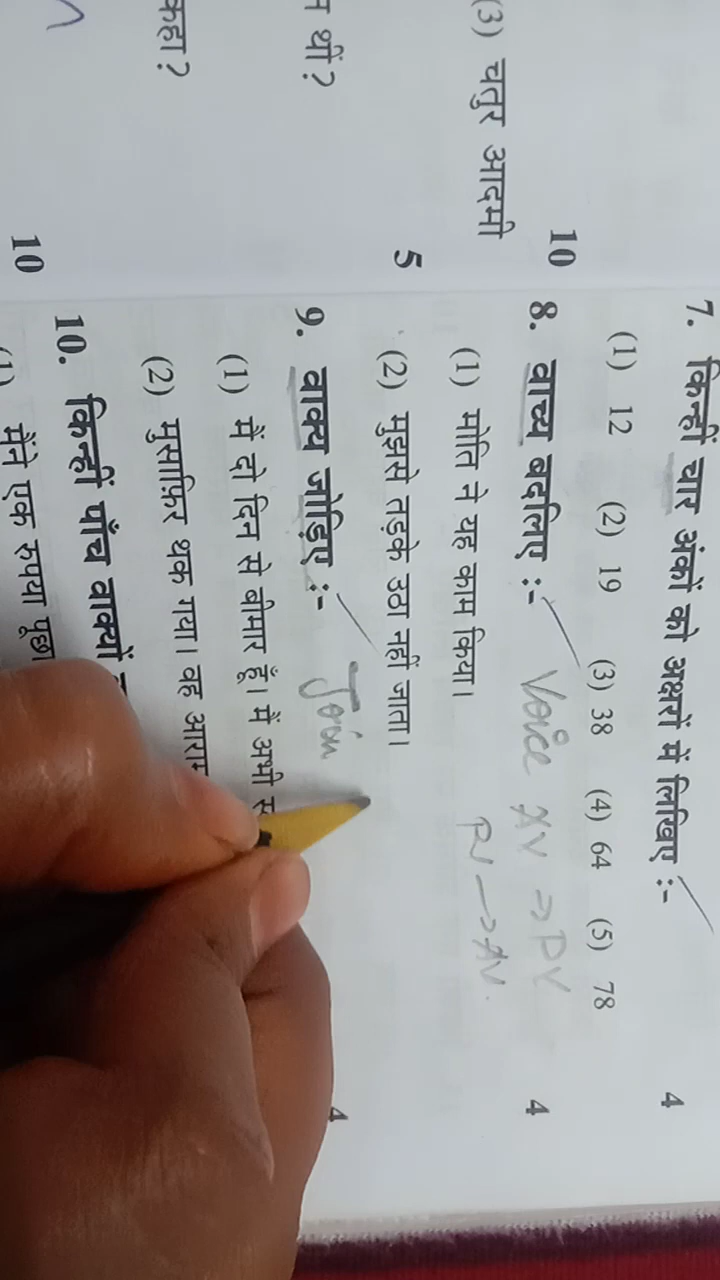 (3) चतुर आदमी
10
थीं?
5
कहा?
10
7. किन्हीं चार अंकों को अक्षरों में लिखिए :- 4
(1) 12 (2) 19 (3) 38 (4) 64 (5) 78
8. वाच्य बदलिए :- Voice AV ⇒ PV 4
(1) मोति ने यह काम किया। PV → AV.
(2) मुझसे तड़के उठा नहीं जाता।
9. वाक्य जोड़िए :- Join 4
(1) मैं दो दिन से बीमार हूँ। मैं अभी
(2) मुसाफ़िर थक गया। वह आराम
10. किन्हीं पाँच वाक्यों
(1) मैंने एक रुपया पूछा